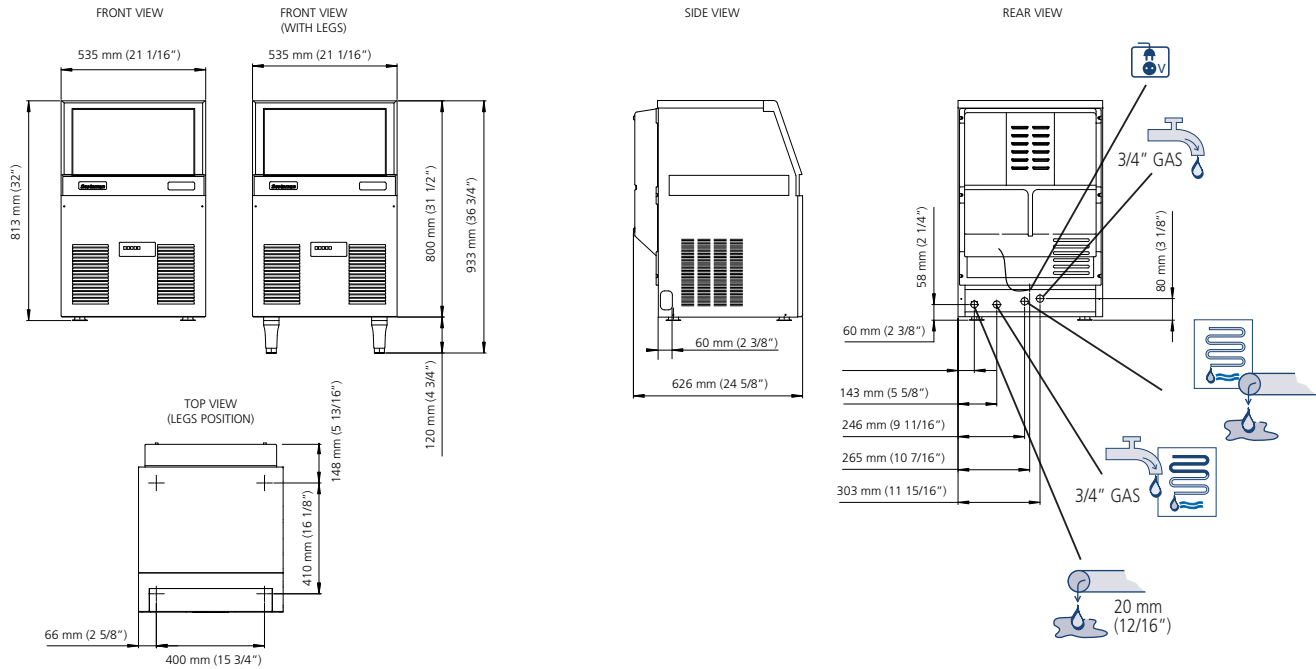 FRONT VIEW
535 mm (21 1/16“)
813 mm (32“)
FRONT VIEW
(WITH LEGS)
535 mm (21 1/16“)
800 mm (31 1/2“)
933 mm (36 3/4“)
120 mm (4 3/4“)
SIDE VIEW
60 mm (2 3/8“)
626 mm (24 5/8“)
REAR VIEW
V
3/4” GAS
58 mm (2 1/4“)
80 mm (3 1/8“)
60 mm (2 3/8“)
143 mm (5 5/8“)
246 mm (9 11/16“)
265 mm (10 7/16“)
303 mm (11 15/16“)
3/4” GAS
20 mm
(12/16”)
TOP VIEW
(LEGS POSITION)
148 mm (5 13/16“)
410 mm (16 1/8“)
66 mm (2 5/8“)
400 mm (15 3/4“)